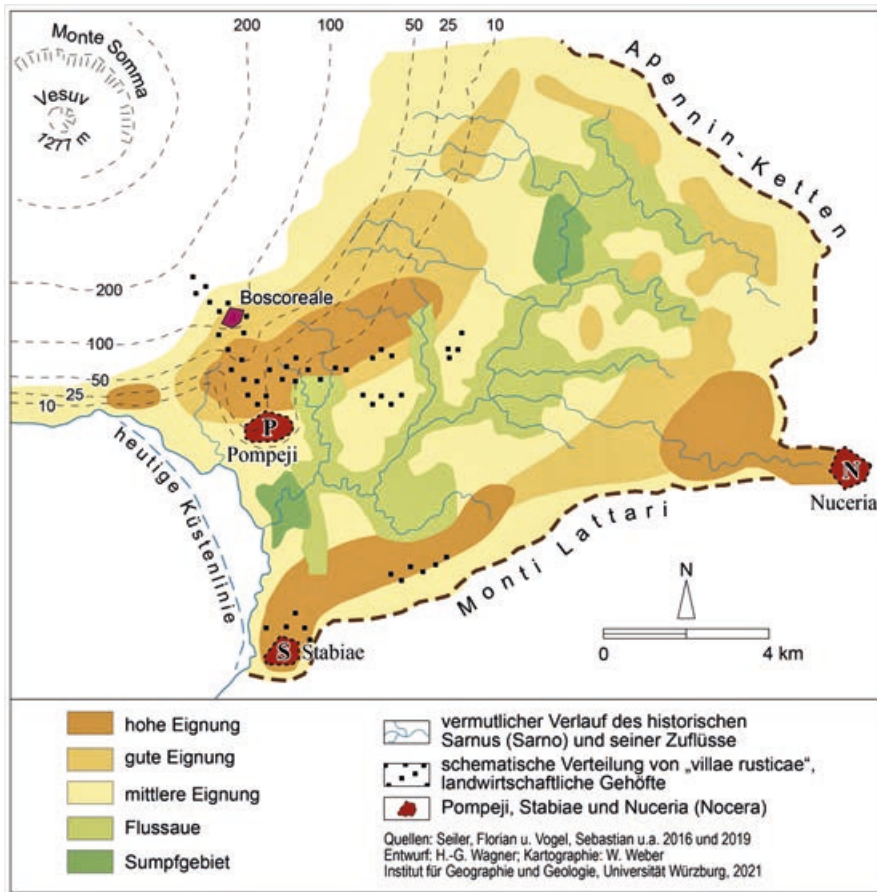 200
100
50
25
10
Monte Somma
Vesuv
1277 m
Apennin-Ketten
200
Boscoreale
100
50
25
10
P
Pompeji
heutige Küstenlinie
N
Nuceria
Monti Lattari
N
S
Stabiae
0
4 km
hohe Eignung
gute Eignung
mittlere Eignung
Flussaue
Sumpfgebiet
vermutlicher Verlauf des historischen
Sarnus (Sarno) und seiner Zuflüsse
schematische Verteilung von „villae rusticae“,
landwirtschaftliche Gehöfte
Pompeji, Stabiae und Nuceria (Nocera)
Quellen: Seiler, Florian u. Vogel, Sebastian u.a. 2016 und 2019
Entwurf: H.-G. Wagner; Kartographie: W. Weber
Institut für Geographie und Geologie, Universität Würzburg, 2021